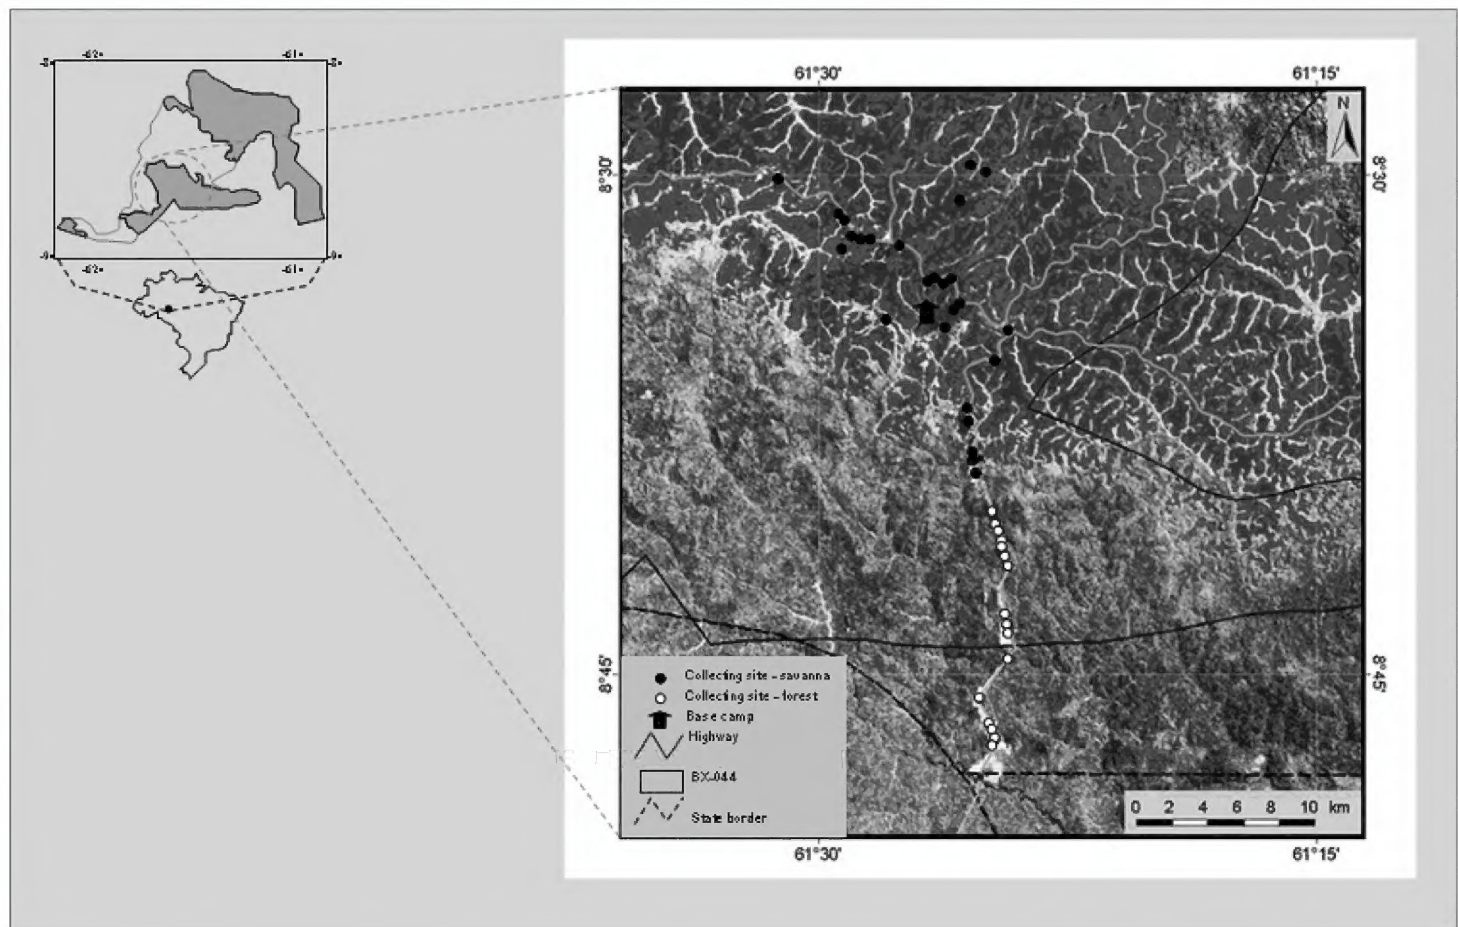 -62° -61°
-8° -8°
-9° -9°
-62° -61°
61°30' 61°15'
N
8°30' 8°30'
8°45' 8°45'
Collecting site - savanna
Collecting site - forest
Base camp
Highway
BX-044
State border
0 2 4 6 8 10 km
61°30' 61°15'